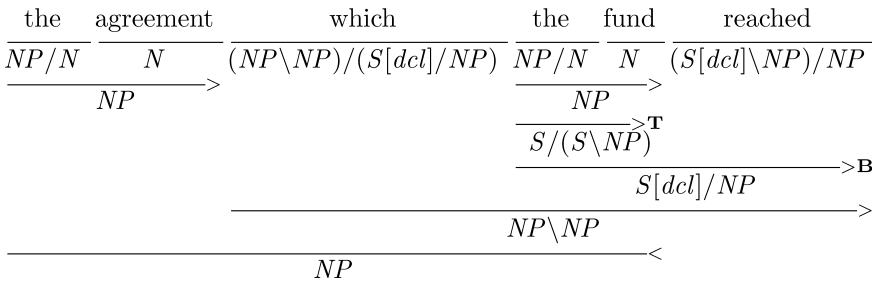 the agreement which the fund reached
NP/N N (NP\NP)/(S[dcl]/NP) NP/N N (S[dcl]\NP)/NP
> >
NP NP
>T
S/(S\NP)
>B
S[dcl]/NP
>
NP\NP
<
NP